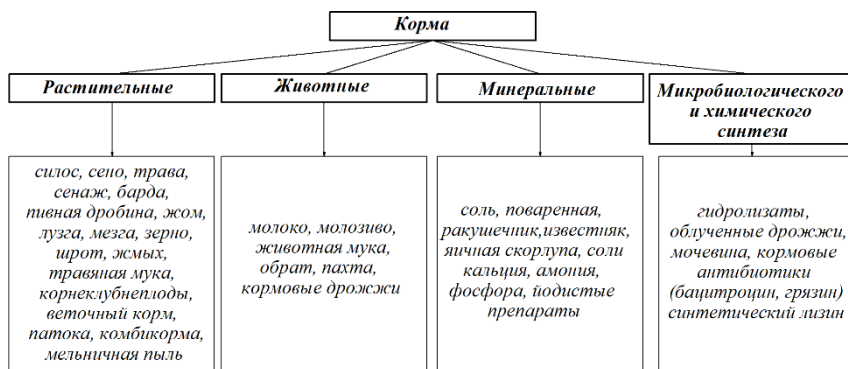 Корма
Растительные
Животные
Минеральные
Микробиологического
и химического
синтеза
силос, сено, трава,
сенаж, барда,
пивная дробина, жом,
лузга, мезга, зерно,
шрот, жмых,
травяная мука,
корнеклубнеплоды,
веточный корм,
патока, комбикорма,
мельничная пыль
молоко, молозиво,
животная мука,
обрат, пахта,
кормовые дрожжи
соль, поваренная,
ракушечник,известняк,
яичная скорлупа, соли
кальция, амония,
фосфора, йодистые
препараты
гидролизаты,
облученные дрожжи,
мочевина, кормовые
антибиотики
(бацитроцин, грязин)
синтетический лизин